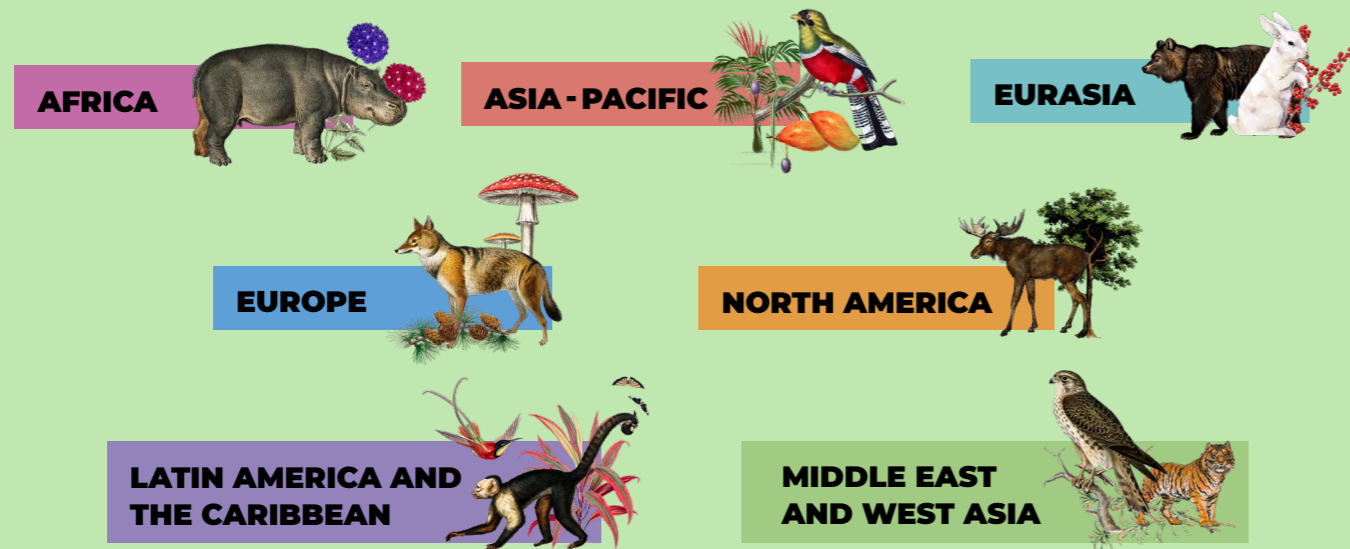 AFRICA
ASIA - PACIFIC
EURASIA
EUROPE
NORTH AMERICA
LATIN AMERICA AND
THE CARIBBEAN
MIDDLE EAST
AND WEST ASIA